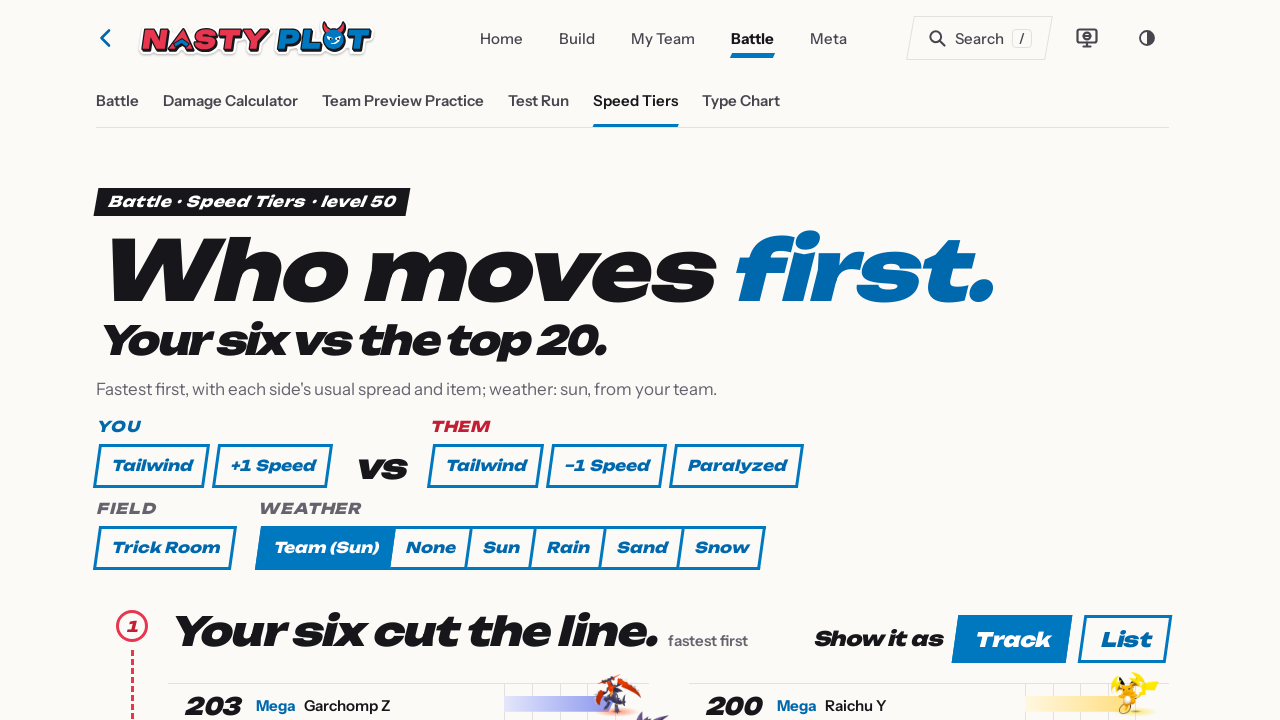 NASTY PLOT
Home Build My Team Battle Meta Search /
Battle Damage Calculator Team Preview Practice Test Run Speed Tiers Type Chart
Battle · Speed Tiers · level 50
Who moves first.
Your six vs the top 20.
Fastest first, with each side's usual spread and item; weather: sun, from your team.
YOU THEM
Tailwind +1 Speed vs Tailwind −1 Speed Paralyzed
FIELD WEATHER
Trick Room Team (Sun) None Sun Rain Sand Snow
1 Your six cut the line. fastest first Show it as Track List
203 Mega Garchomp Z 200 Mega Raichu Y